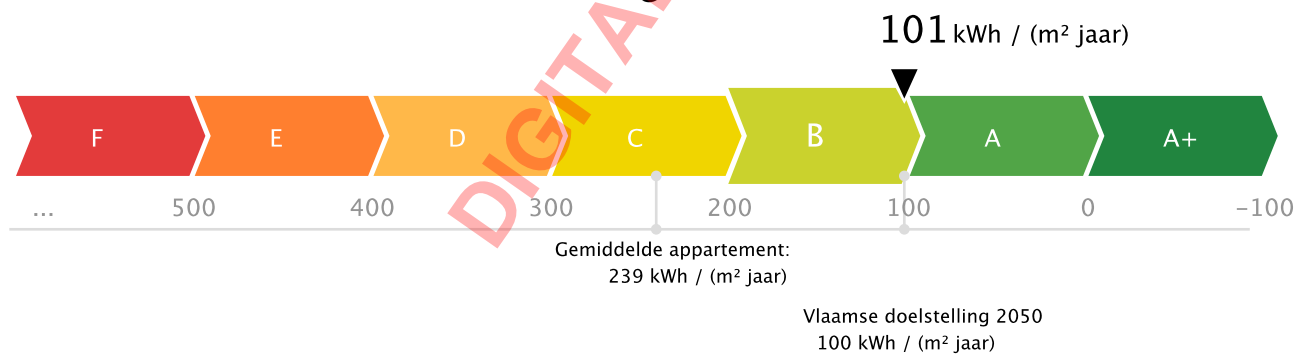 101 kWh / (m² jaar)
F E D C B A A+
... 500 400 300 200 100 0 -100
Gemiddelde appartement:
239 kWh / (m² jaar)
Vlaamse doelstelling 2050
100 kWh / (m² jaar)
DIGITA